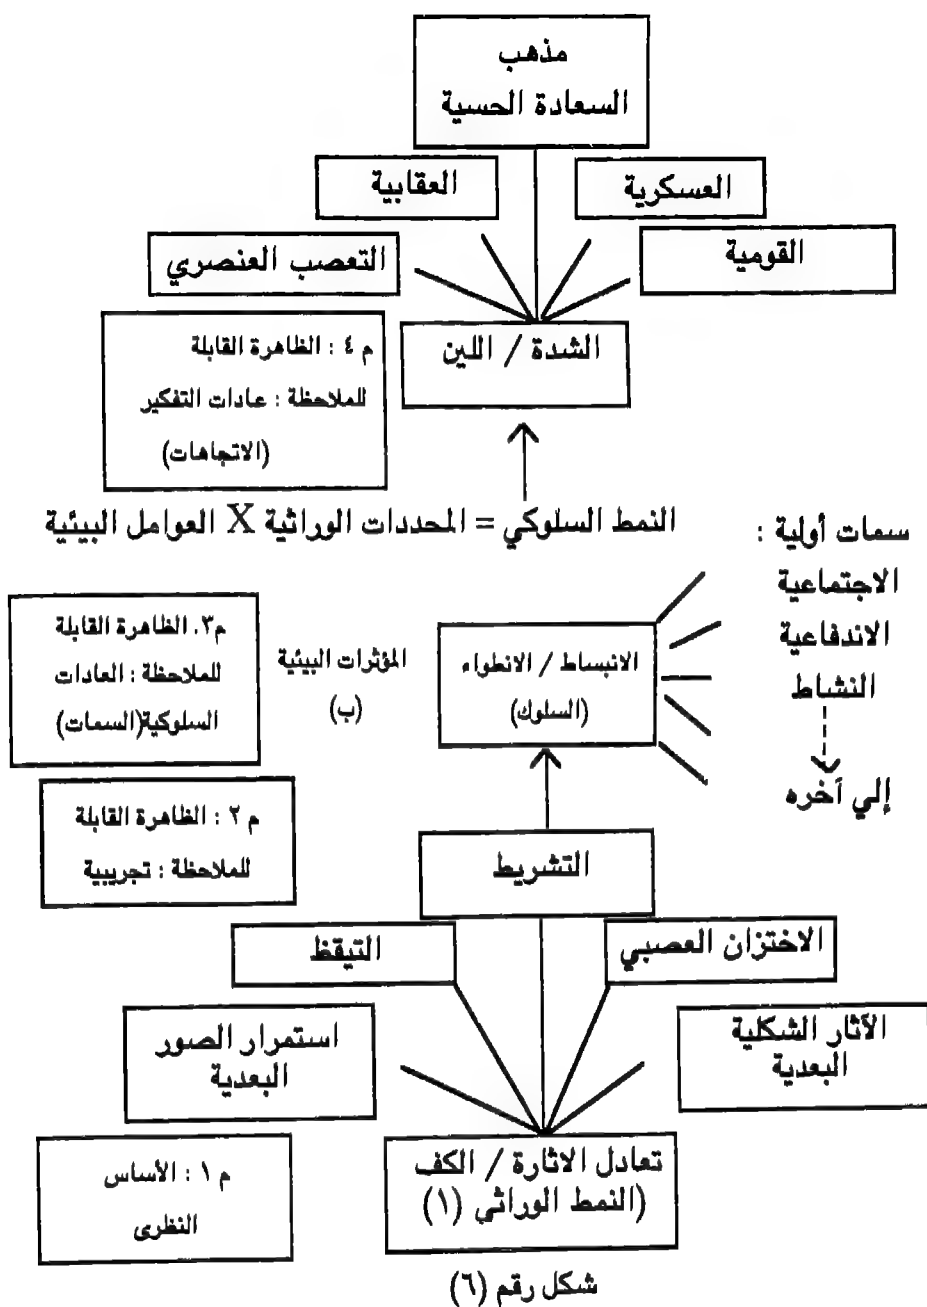 مذهب
السعادة الحسية
العسكرية
العقابية
القومية
التعصب العنصري
الشدة / اللين
م ٤ : الظاهرة القابلة
للملاحظة : عادات التفكير
(الاتجاهات)
النمط السلوكي = المحددات الوراثية X العوامل البيئية
سمات أولية :
الاجتماعية
الاندفاعية
النشاط
إلي آخره
الانبساط / الانطواء
(السلوك)
المؤثرات البيئية
(ب)
م٣. الظاهرة القابلة
للملاحظة : العادات
السلوكية(السمات)
م ٢ : الظاهرة القابلة
للملاحظة : تجريبية
التشريط
الاختزان العصبي
التيقظ
الآثار الشكلية
البعدية
استمرار الصور
البعدية
تعادل الاثارة / الكف
(النمط الوراثي (١)
م ١ : الأساس
النظرى
شكل رقم (٦)